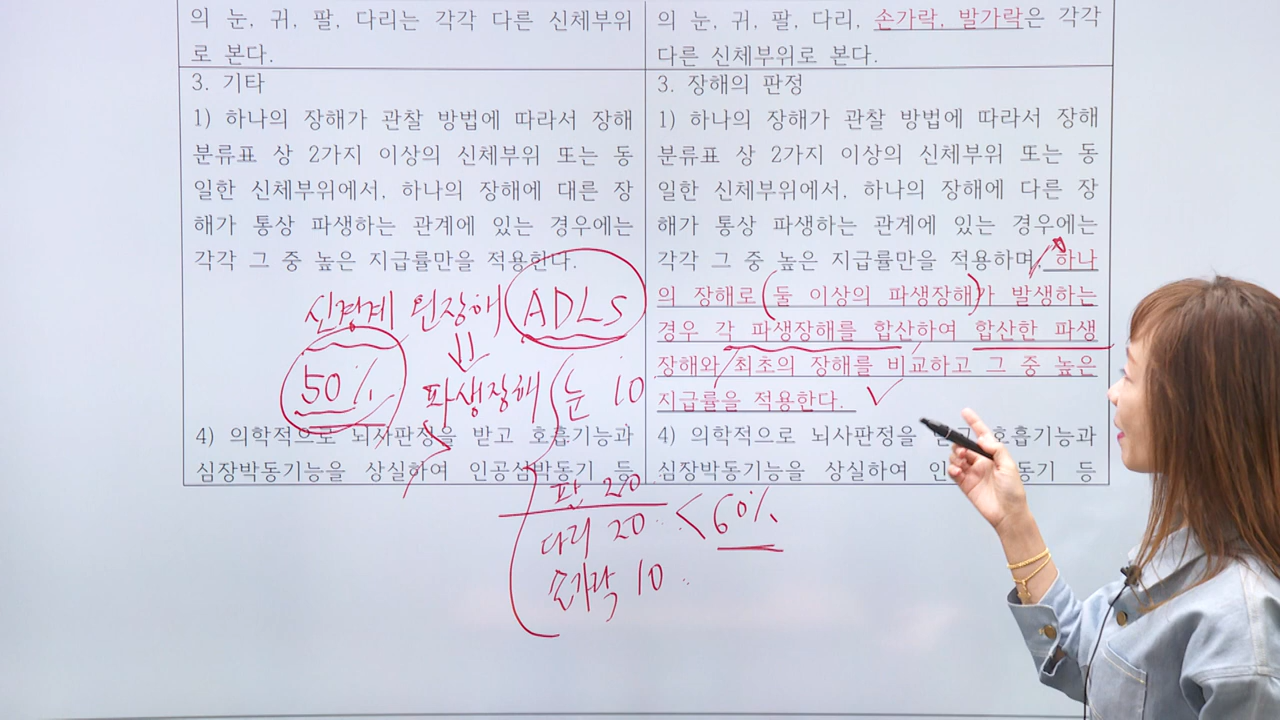 의 눈, 귀, 팔, 다리는 각각 다른 신체부위
로 본다.
3. 기타
1) 하나의 장해가 관찰 방법에 따라서 장해
분류표 상 2가지 이상의 신체부위 또는 동
일한 신체부위에서, 하나의 장해에 대른 장
해가 통상 파생하는 관계에 있는 경우에는
각각 그 중 높은 지급률만을 적용한다.
4) 의학적으로 뇌사판정을 받고 호흡기능과
심장박동기능을 상실하여 인공심박동기 등
의 눈, 귀, 팔, 다리, 손가락, 발가락은 각각
다른 신체부위로 본다.
3. 장해의 판정
1) 하나의 장해가 관찰 방법에 따라서 장해
분류표 상 2가지 이상의 신체부위 또는 동
일한 신체부위에서, 하나의 장해에 다른 장
해가 통상 파생하는 관계에 있는 경우에는
각각 그 중 높은 지급률만을 적용하며, 하나
의 장해로 (둘 이상의 파생장해)가 발생하는
경우 각 파생장해를 합산하여 합산한 파생
장해와 최초의 장해를 비교하고 그 중 높은
지급률을 적용한다.
4) 의학적으로 뇌사판정을 호흡기능과
심장박동기능을 상실하여 등
신경계 장해 ADLS
50%
파생장해 눈 10
팔 20
다리 20 < 60%
손가락 10